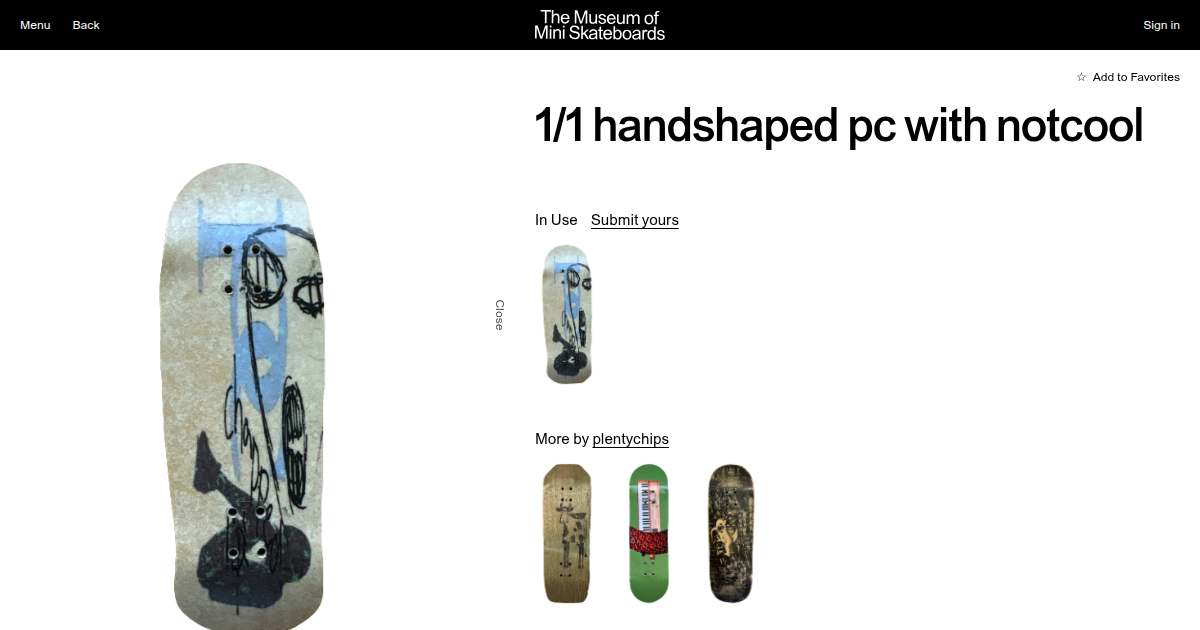 Menu
Back
The Museum of
Mini Skateboards
Sign in
☆ Add to Favorites
1/1 handshaped pc with notcool
In Use
Submit yours
Close
More by plentychips